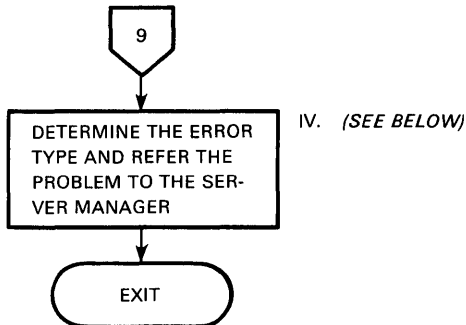 9
DETERMINE THE ERROR
TYPE AND REFER THE
PROBLEM TO THE SER-
VER MANAGER
IV. (SEE BELOW)
EXIT